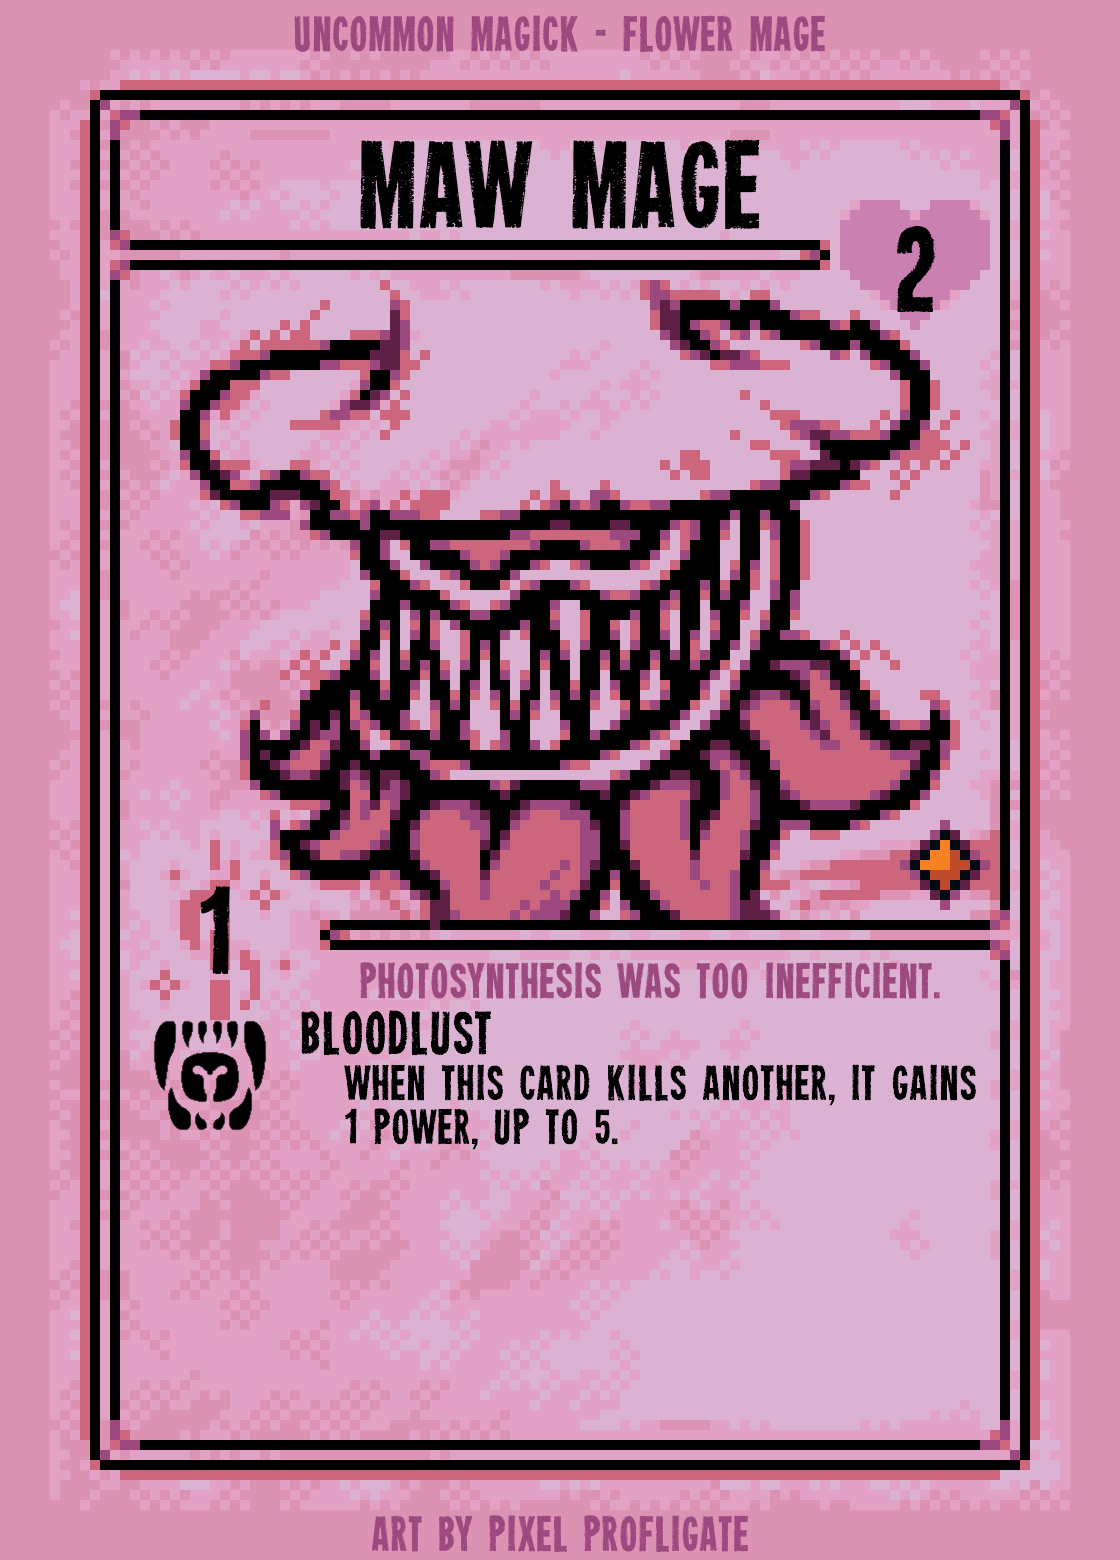 UNCOMMON MAGICK - FLOWER MAGE
MAW MAGE
2
1
PHOTOSYNTHESIS WAS TOO INEFFICIENT.
BLOODLUST
WHEN THIS CARD KILLS ANOTHER, IT GAINS
1 POWER, UP TO 5.
ART BY PIXEL PROFLIGATE